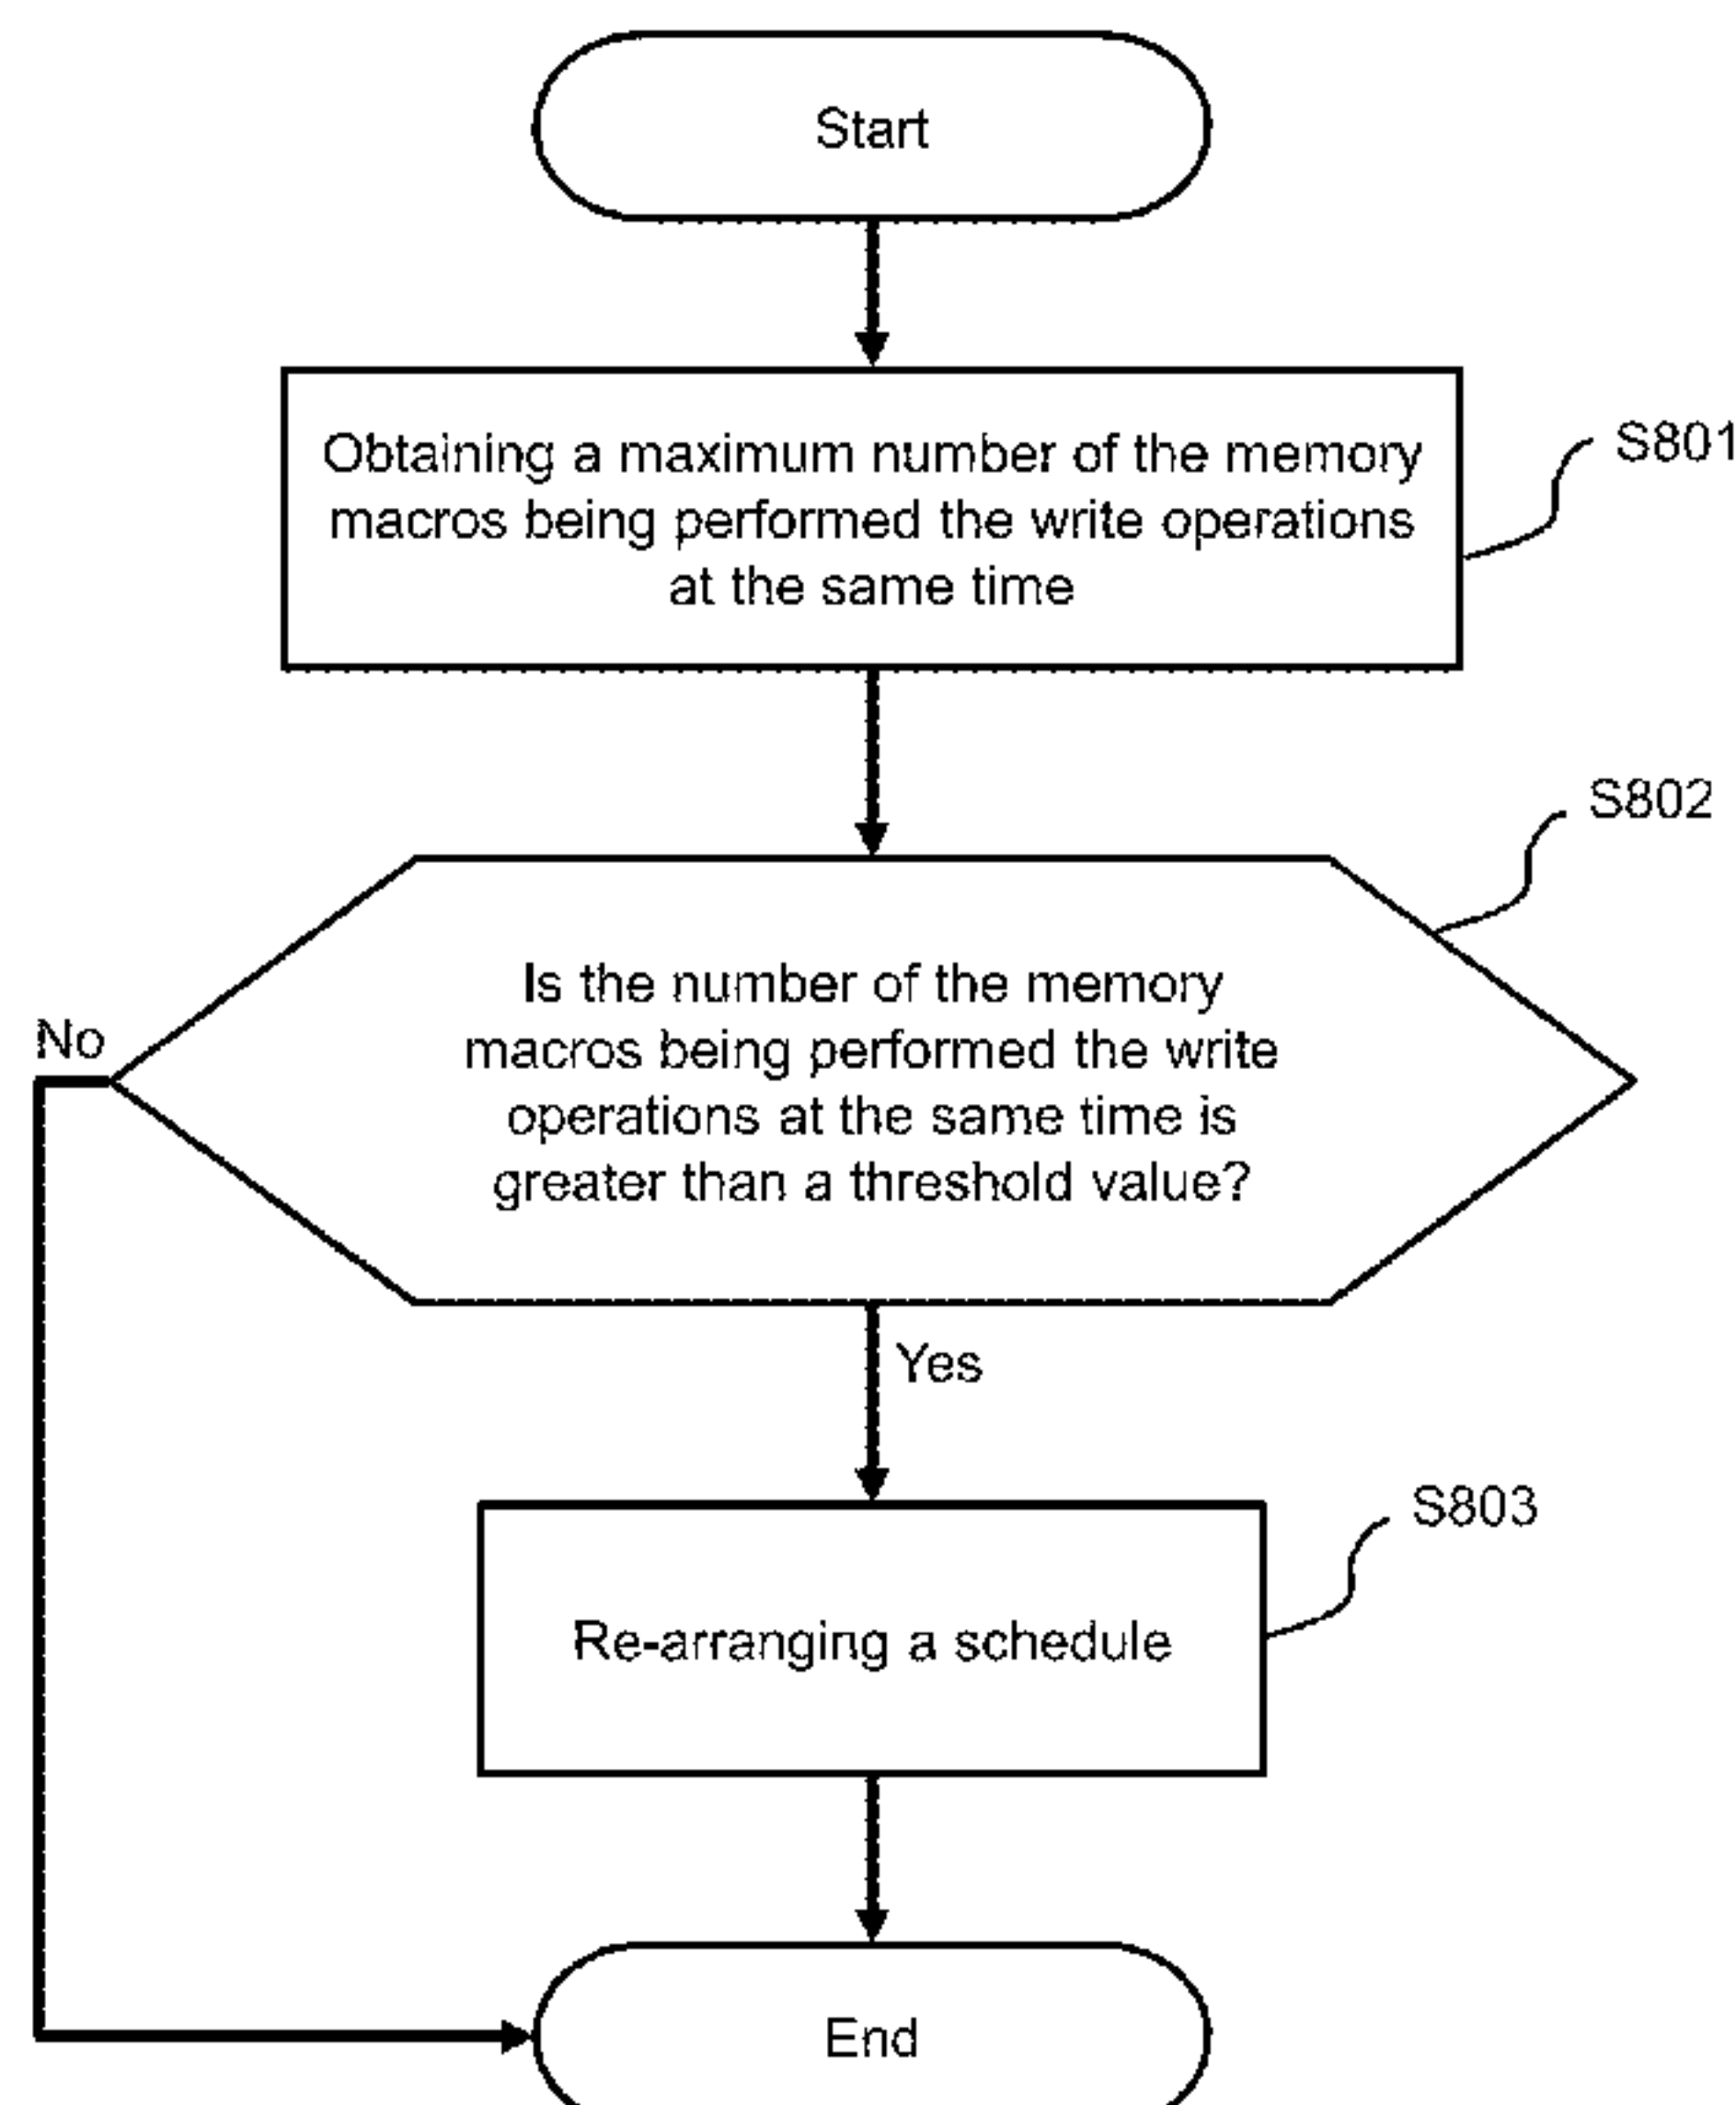 Start
Obtaining a maximum number of the memory
macros being performed the write operations
at the same time
S801
S802
Is the number of the memory
macros being performed the write
operations at the same time is
greater than a threshold value?
No
Yes
S803
Re-arranging a schedule
End